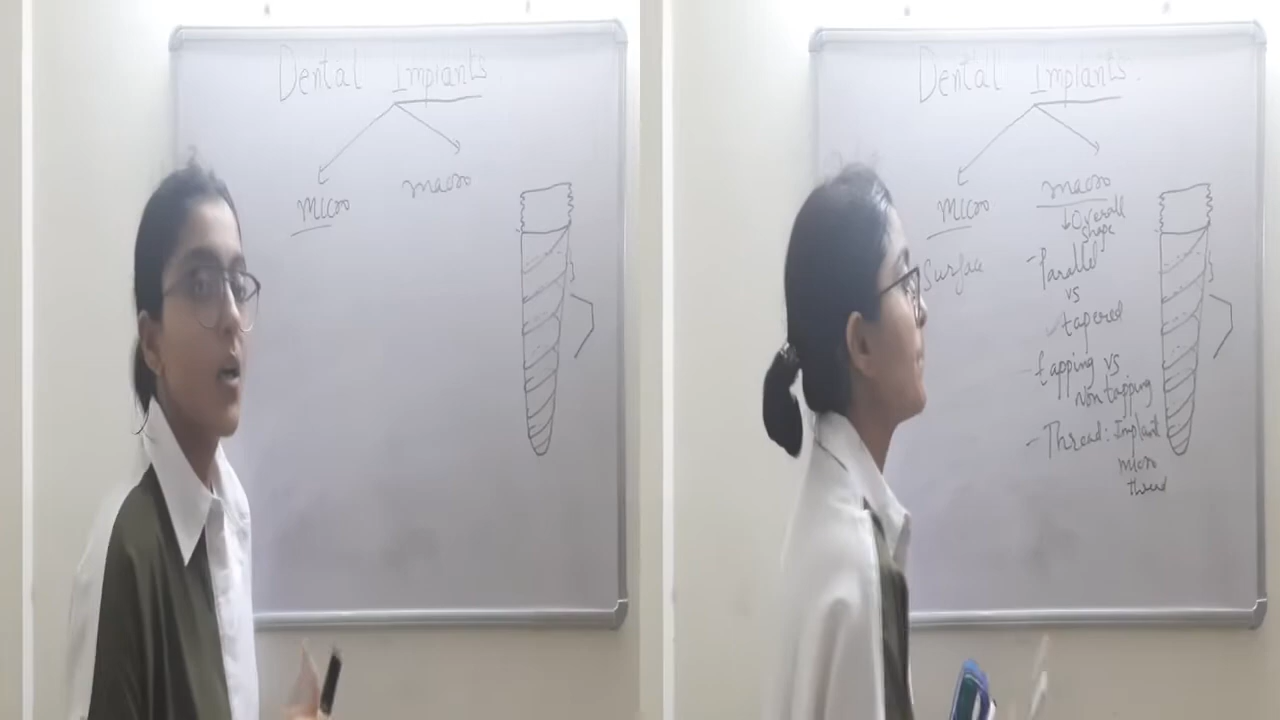 Dental Implants
Micro
macro
Dental Implants
Micro
macro
Overall
shape
Surface
- Parallel
vs
tapered
- tapping vs
Non tapping
- Thread: Implant
micro
thread